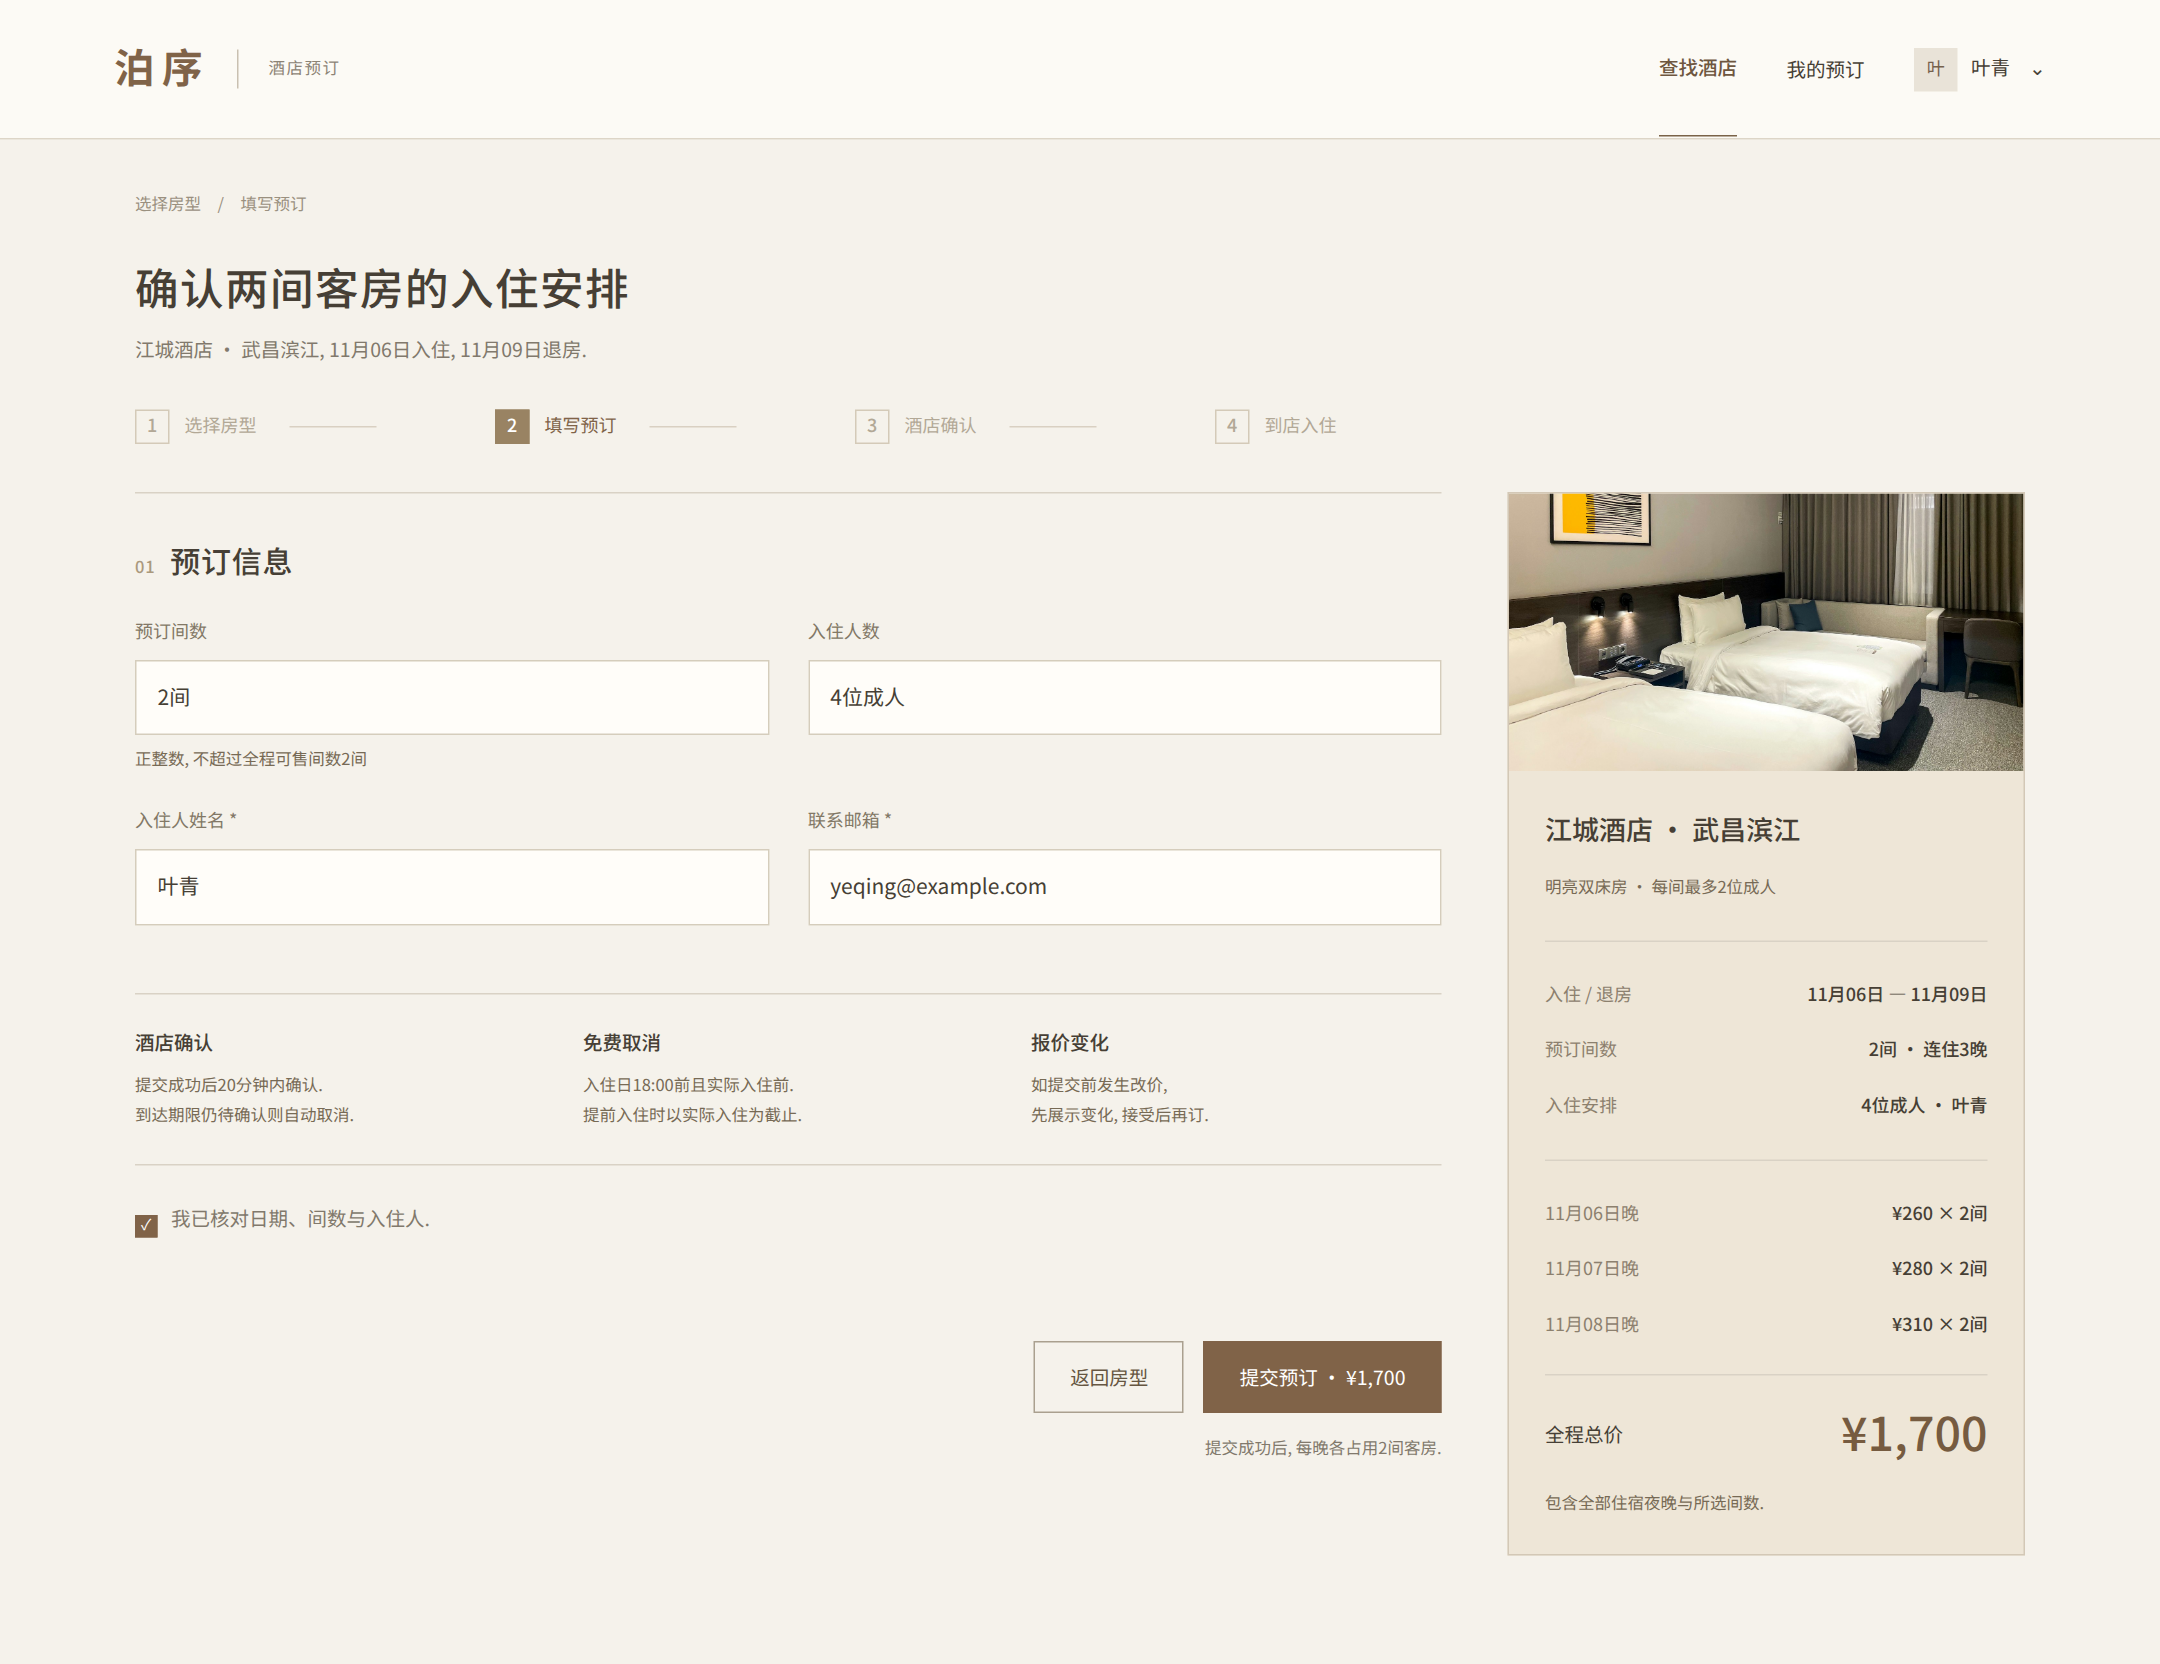 泊序
酒店预订
查找酒店
我的预订
叶 叶青
选择房型 / 填写预订
确认两间客房的入住安排
江城酒店 · 武昌滨江, 11月06日入住, 11月09日退房.
1 选择房型
2 填写预订
3 酒店确认
4 到店入住
01 预订信息
预订间数
2间
正整数, 不超过全程可售间数2间
入住人数
4位成人
入住人姓名 *
叶青
联系邮箱 *
yeqing@example.com
酒店确认
提交成功后20分钟内确认.
到达期限仍待确认则自动取消.
免费取消
入住日18:00前且实际入住前.
提前入住时以实际入住为截止.
报价变化
如提交前发生改价,
先展示变化, 接受后再订.
✓ 我已核对日期、间数与入住人.
返回房型
提交预订 · ¥1,700
提交成功后, 每晚各占用2间客房.
江城酒店 · 武昌滨江
明亮双床房 · 每间最多2位成人
入住 / 退房 11月06日 — 11月09日
预订间数 2间 · 连住3晚
入住安排 4位成人 · 叶青
11月06日晚 ¥260 × 2间
11月07日晚 ¥280 × 2间
11月08日晚 ¥310 × 2间
全程总价 ¥1,700
包含全部住宿夜晚与所选间数.